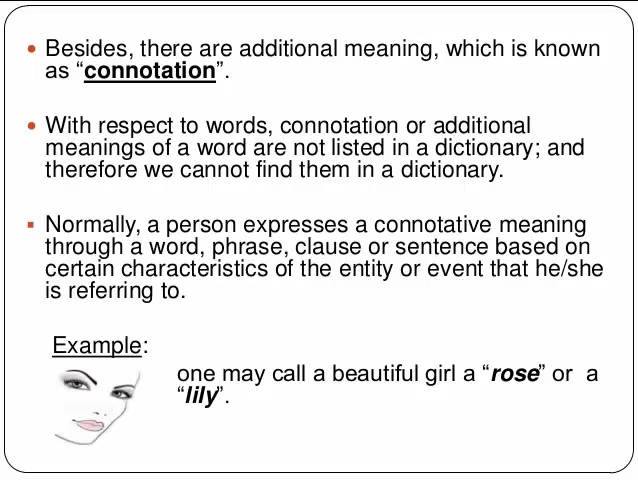 Besides, there are additional meaning, which is known
as “connotation”.
With respect to words, connotation or additional
meanings of a word are not listed in a dictionary; and
therefore we cannot find them in a dictionary.
Normally, a person expresses a connotative meaning
through a word, phrase, clause or sentence based on
certain characteristics of the entity or event that he/she
is referring to.
Example:
one may call a beautiful girl a “rose” or a
“lily”.